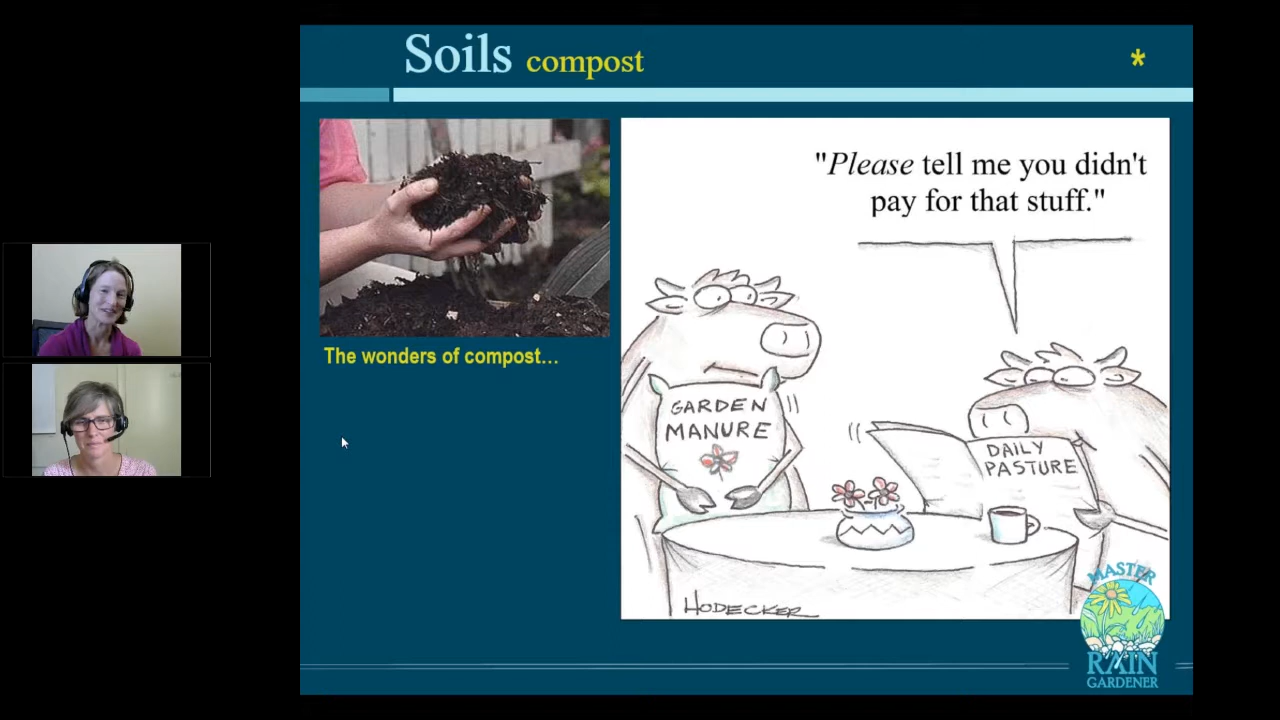 Soils compost *
"Please tell me you didn't
pay for that stuff."
The wonders of compost...
GARDEN
MANURE
DAILY
PASTURE
HODECKER
MASTER
RAIN
GARDENER